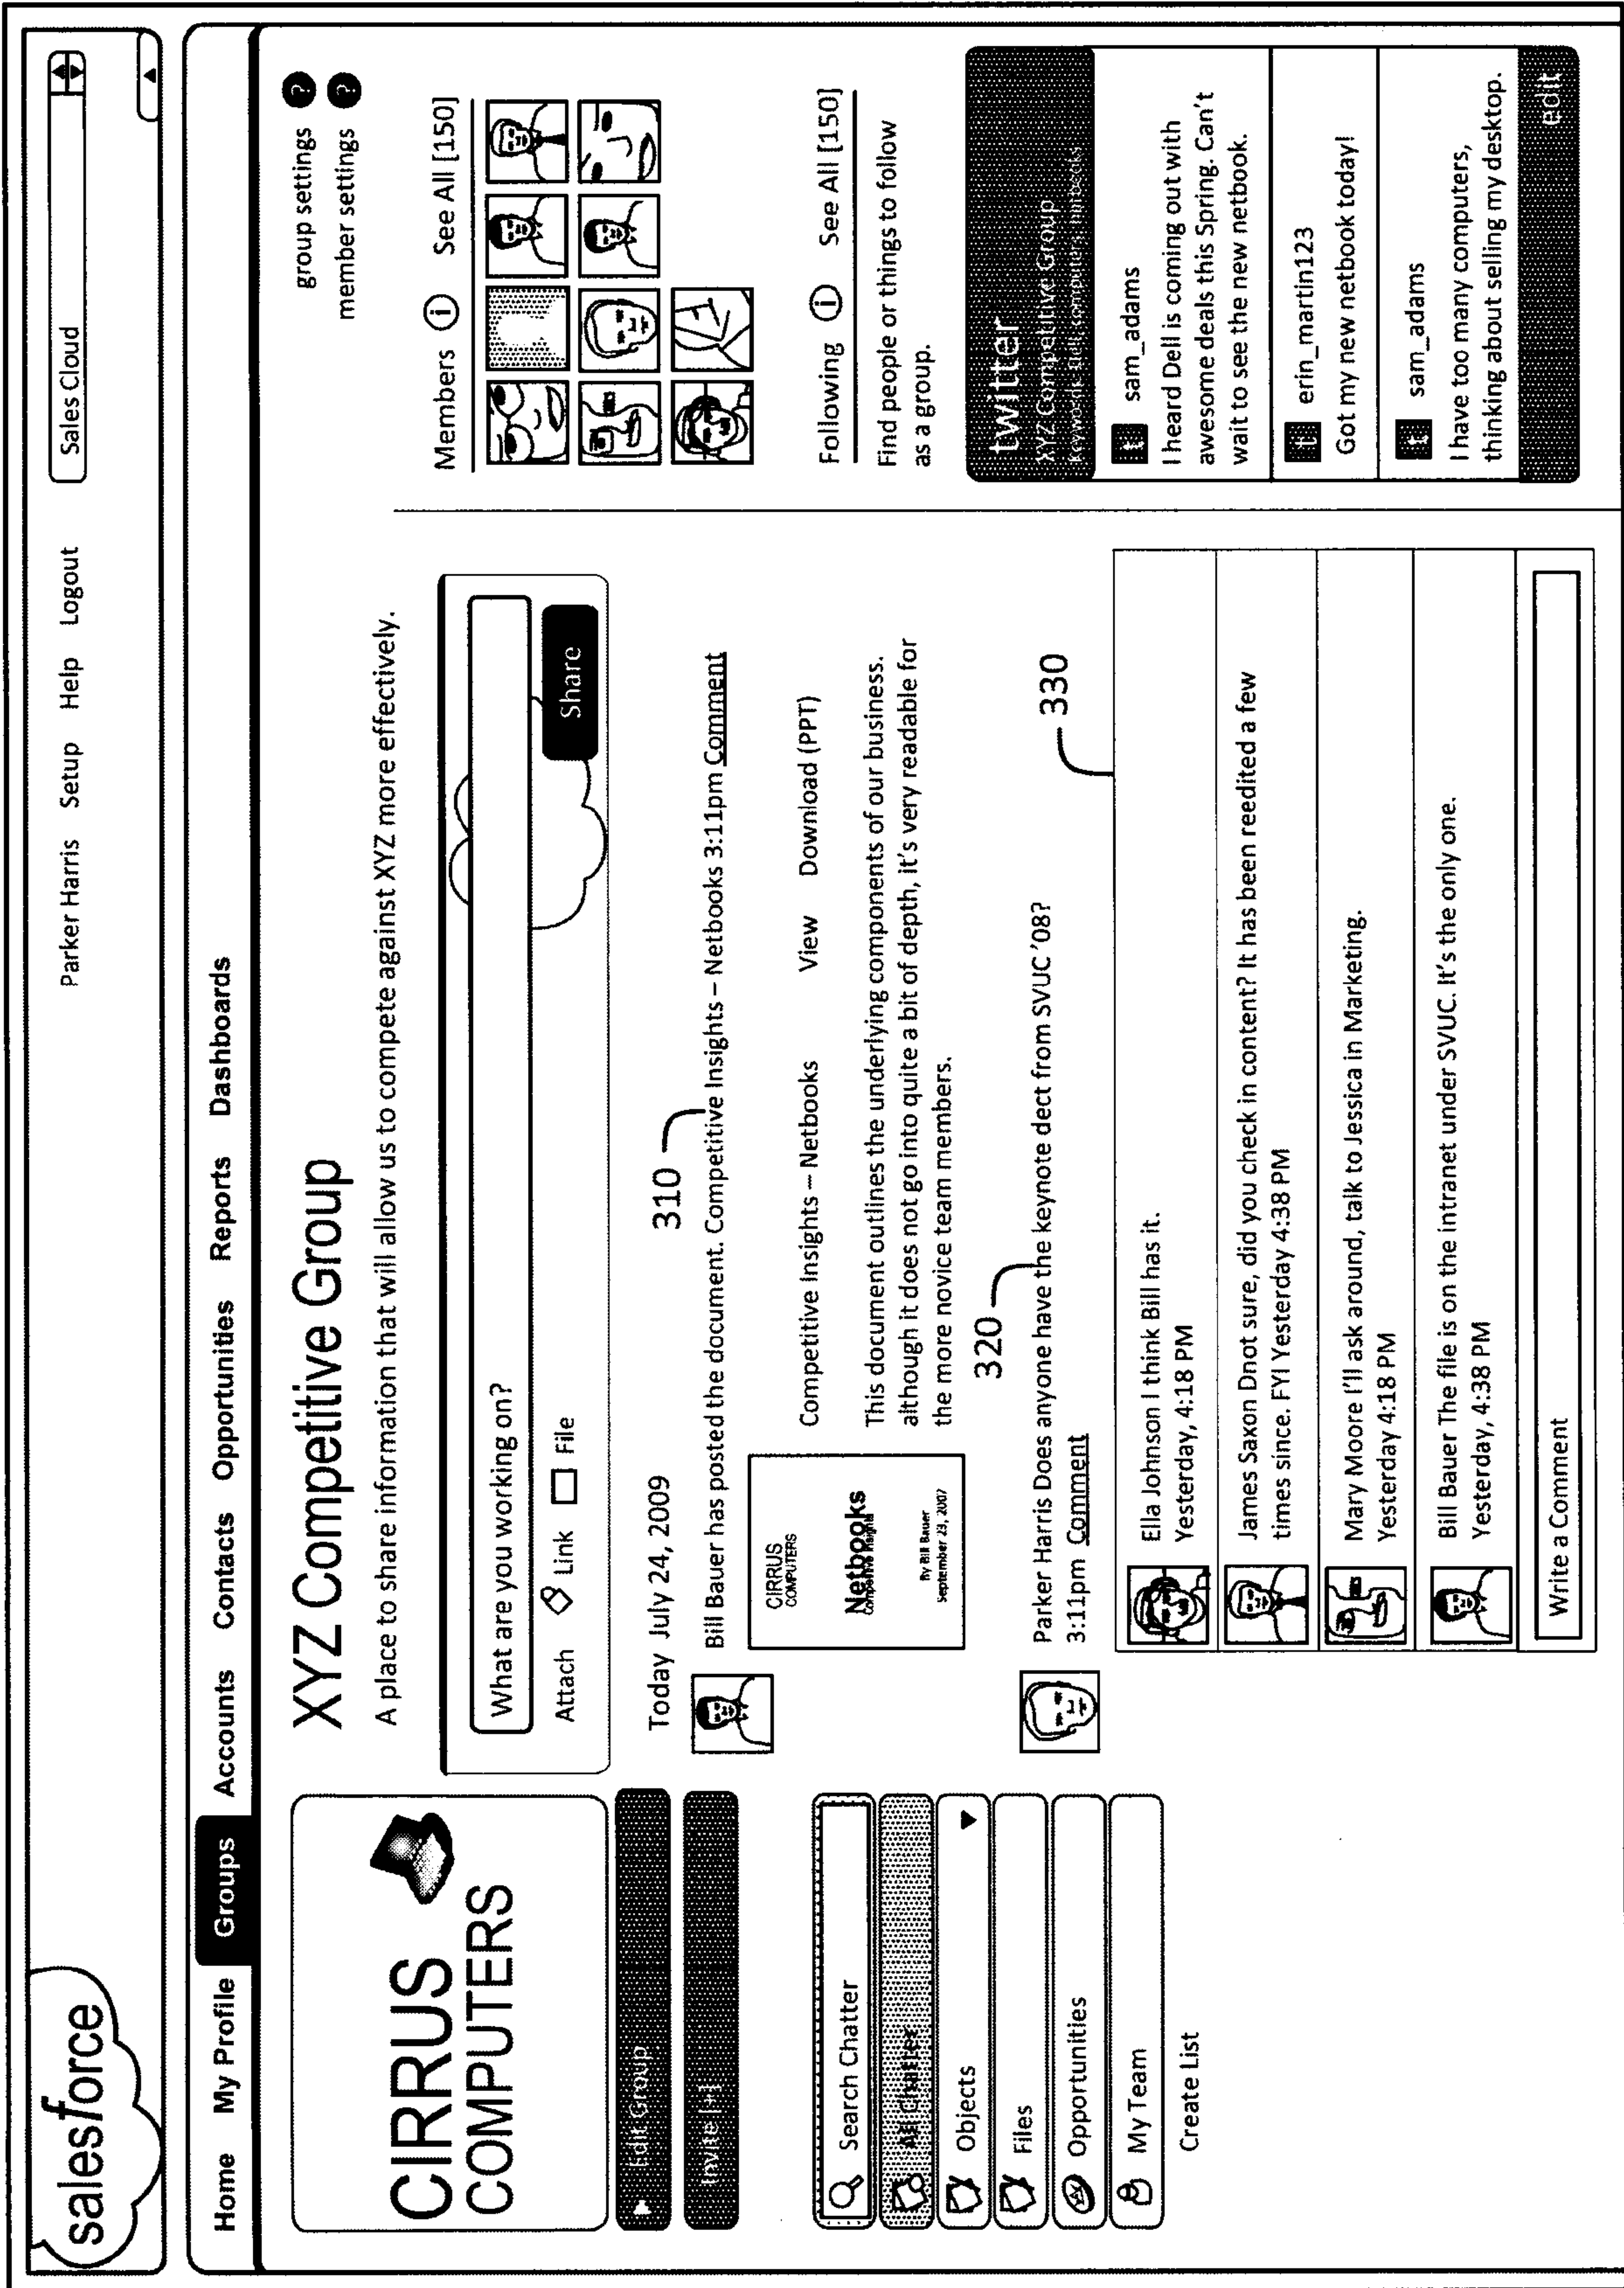 salesforce
Parker Harris Setup Help Logout
Sales Cloud
Home My Profile Groups Accounts Contacts Opportunities Reports Dashboards
CIRRUS
COMPUTERS
Edit Group
Invite [+]
Search Chatter
All Chatter
Objects
Files
Opportunities
My Team
Create List
XYZ Competitive Group
A place to share information that will allow us to compete against XYZ more effectively.
What are you working on?
Attach Link File
Share
Today July 24, 2009
310
Bill Bauer has posted the document. Competitive Insights – Netbooks 3:11pm Comment
CIRRUS
COMPUTERS
Netbooks
Competitive Insights
By Bill Bauer
September 23, 2007
Competitive Insights – Netbooks View Download (PPT)
This document outlines the underlying components of our business.
although it does not go into quite a bit of depth, it's very readable for
the more novice team members.
320
Parker Harris Does anyone have the keynote dect from SVUC '08?
3:11pm Comment
330
Ella Johnson I think Bill has it.
Yesterday, 4:18 PM
James Saxon Dnot sure, did you check in content? It has been reedited a few
times since. FYI Yesterday 4:38 PM
Mary Moore I'll ask around, talk to Jessica in Marketing.
Yesterday 4:18 PM
Bill Bauer The file is on the intranet under SVUC. It's the only one.
Yesterday, 4:38 PM
Write a Comment
group settings ?
member settings ?
Members i See All [150]
Following i See All [150]
Find people or things to follow
as a group.
twitter
XYZ Competitive Group
t sam_adams
I heard Dell is coming out with
awesome deals this Spring. Can't
wait to see the new netbook.
t erin_martin123
Got my new netbook today!
t sam_adams
I have too many computers,
thinking about selling my desktop.
edit